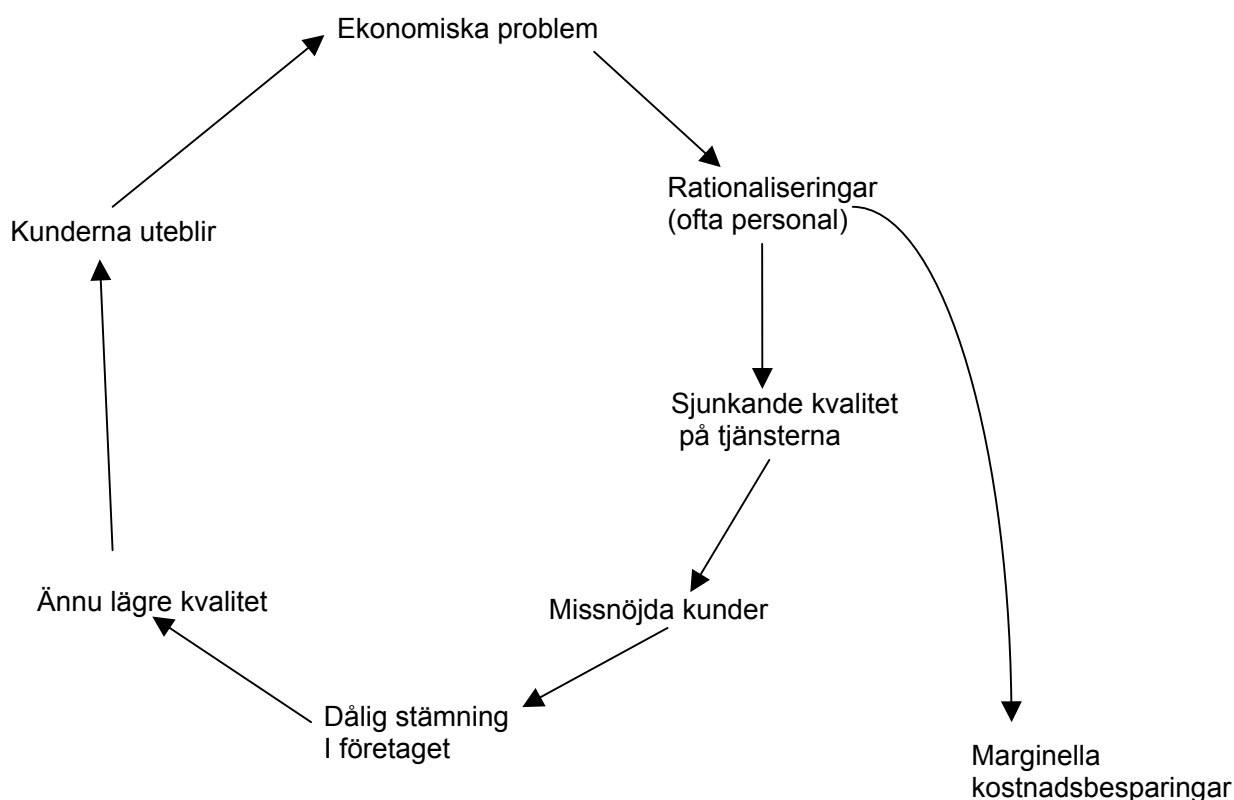 Ekonomiska problem
Rationaliseringar
(ofta personal)
Kunderna uteblir
Sjunkande kvalitet
på tjänsterna
Ännu lägre kvalitet
Missnöjda kunder
Dålig stämning
I företaget
Marginella
kostnadsbesparingar